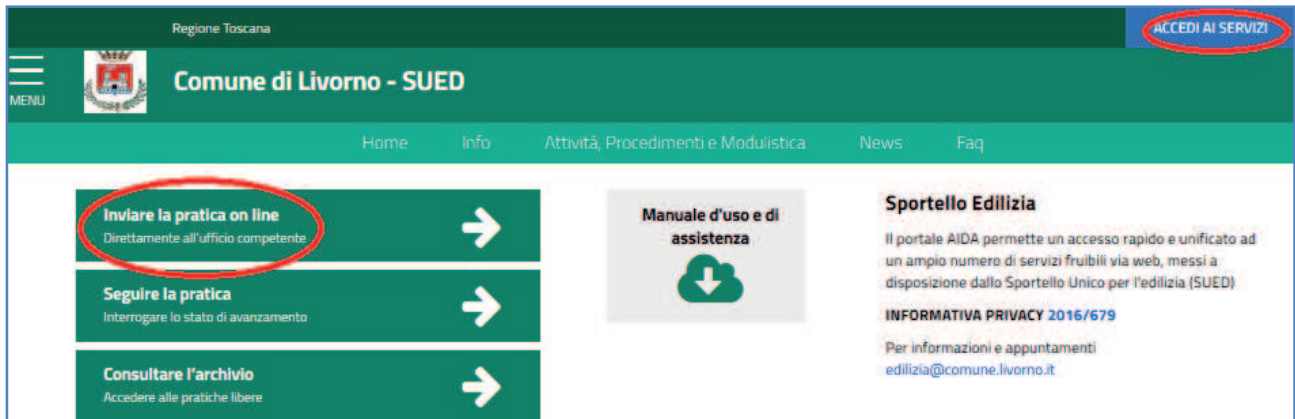 Regione Toscana
ACCEDI AI SERVIZI
MENU
Comune di Livorno - SUED
Home Info Attività, Procedimenti e Modulistica News Faq
Inviare la pratica on line
Direttamente all'ufficio competente
Seguire la pratica
Interrogare lo stato di avanzamento
Consultare l'archivio
Accedere alle pratiche libere
Manuale d'uso e di
assistenza
Sportello Edilizia
Il portale AIDA permette un accesso rapido e unificato ad
un ampio numero di servizi fruibili via web, messi a
disposizione dallo Sportello Unico per l'edilizia (SUED)
INFORMATIVA PRIVACY 2016/679
Per informazioni e appuntamenti
edilizia@comune.livorno.it